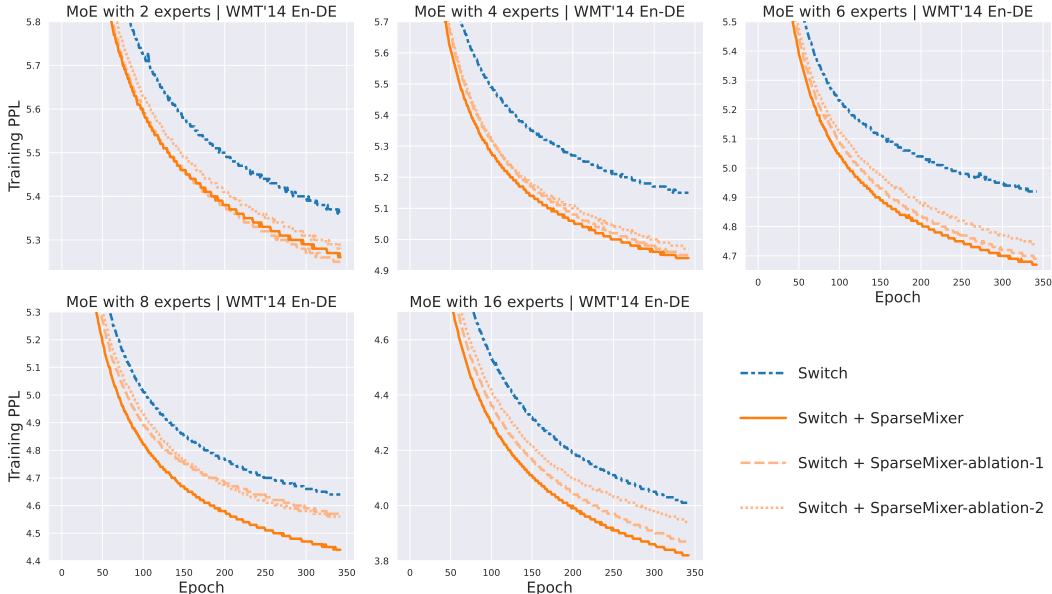 MoE with 2 experts | WMT'14 En-DE
Training PPL
5.8
5.7
5.6
5.5
5.4
5.3
MoE with 4 experts | WMT'14 En-DE
5.7
5.6
5.5
5.4
5.3
5.2
5.1
5.0
4.9
MoE with 6 experts | WMT'14 En-DE
5.5
5.4
5.3
5.2
5.1
5.0
4.9
4.8
4.7
0 50 100 150 200 250 300 350
Epoch
MoE with 8 experts | WMT'14 En-DE
Training PPL
5.3
5.2
5.1
5.0
4.9
4.8
4.7
4.6
4.5
4.4
0 50 100 150 200 250 300 350
Epoch
MoE with 16 experts | WMT'14 En-DE
4.6
4.4
4.2
4.0
3.8
0 50 100 150 200 250 300 350
Epoch
Switch
Switch + SparseMixer
Switch + SparseMixer-ablation-1
Switch + SparseMixer-ablation-2